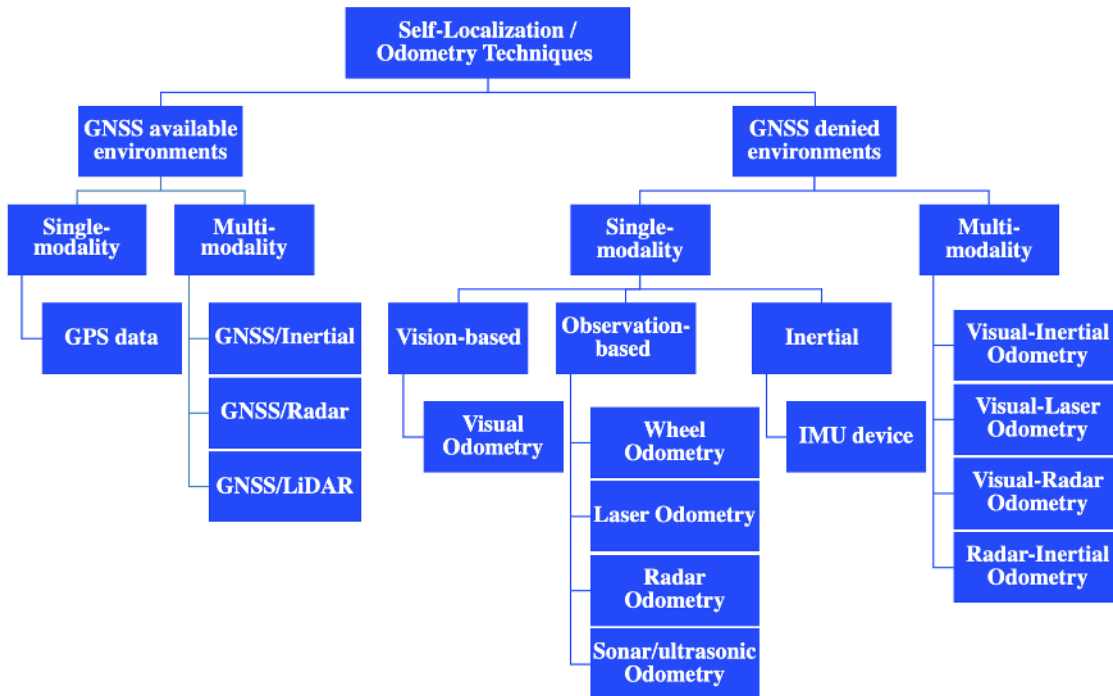 Self-Localization /
Odometry Techniques
GNSS available
environments
GNSS denied
environments
Single-
modality
Multi-
modality
Single-
modality
Multi-
modality
GPS data
GNSS/Inertial
GNSS/Radar
GNSS/LiDAR
Vision-based
Observation-
based
Inertial
Visual
Odometry
Wheel
Odometry
Laser Odometry
Radar
Odometry
Sonar/ultrasonic
Odometry
IMU device
Visual-Inertial
Odometry
Visual-Laser
Odometry
Visual-Radar
Odometry
Radar-Inertial
Odometry